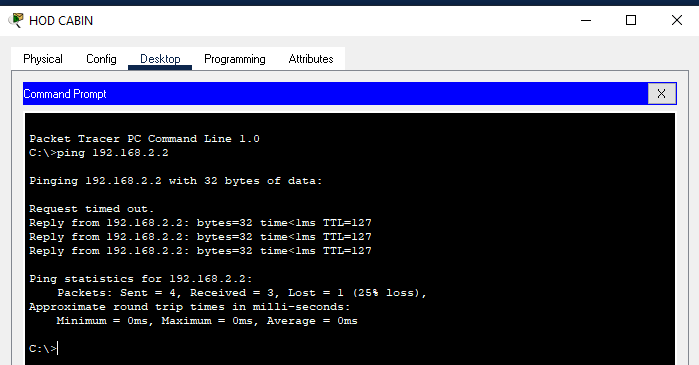 HOD CABIN
Physical Config Desktop Programming Attributes
Command Prompt X
Packet Tracer PC Command Line 1.0
C:\>ping 192.168.2.2
Pinging 192.168.2.2 with 32 bytes of data:
Request timed out.
Reply from 192.168.2.2: bytes=32 time<1ms TTL=127
Reply from 192.168.2.2: bytes=32 time<1ms TTL=127
Reply from 192.168.2.2: bytes=32 time<1ms TTL=127
Ping statistics for 192.168.2.2:
Packets: Sent = 4, Received = 3, Lost = 1 (25% loss),
Approximate round trip times in milli-seconds:
Minimum = 0ms, Maximum = 0ms, Average = 0ms
C:\>